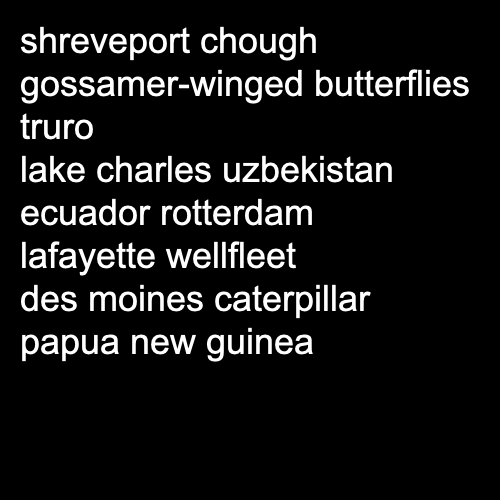 shreveport chough
gossamer-winged butterflies
truro
lake charles uzbekistan
ecuador rotterdam
lafayette wellfleet
des moines caterpillar
papua new guinea